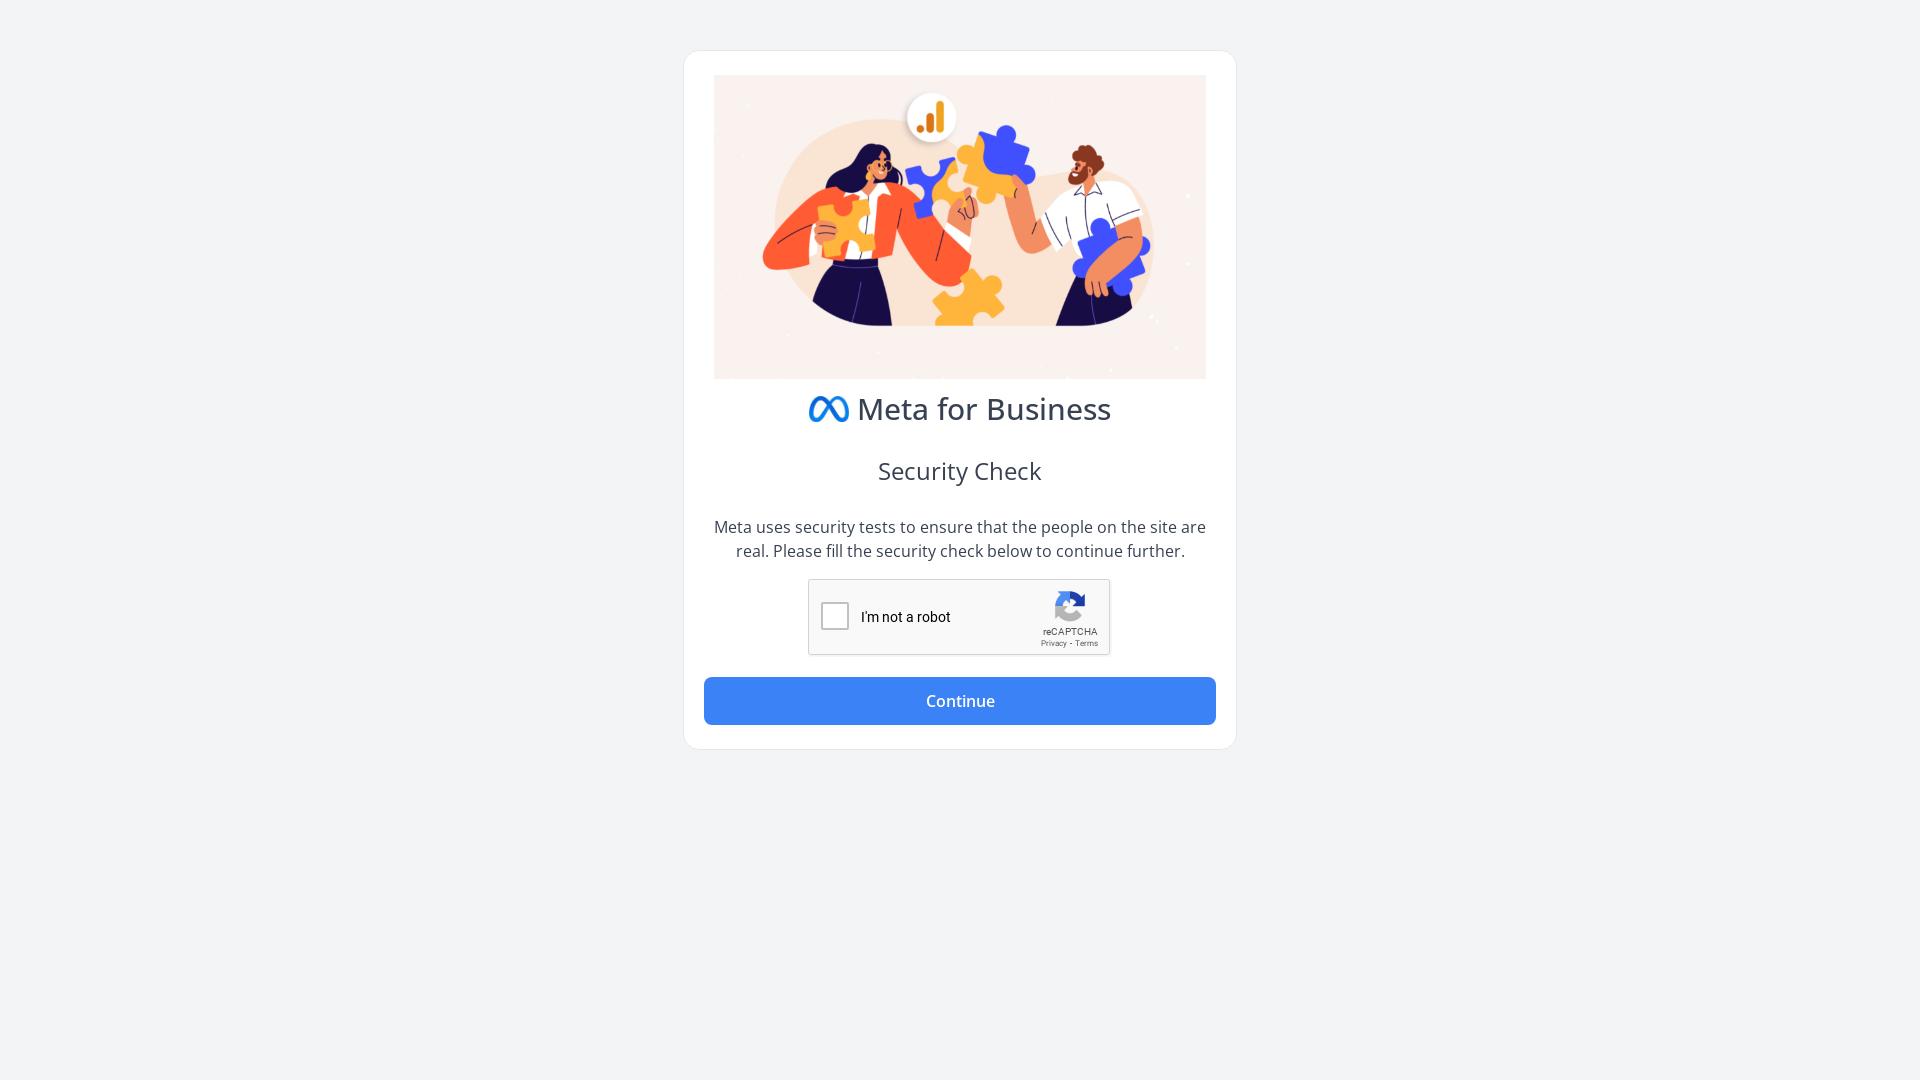 Meta for Business
Security Check
Meta uses security tests to ensure that the people on the site are
real. Please fill the security check below to continue further.
I'm not a robot
reCAPTCHA
Privacy - Terms
Continue